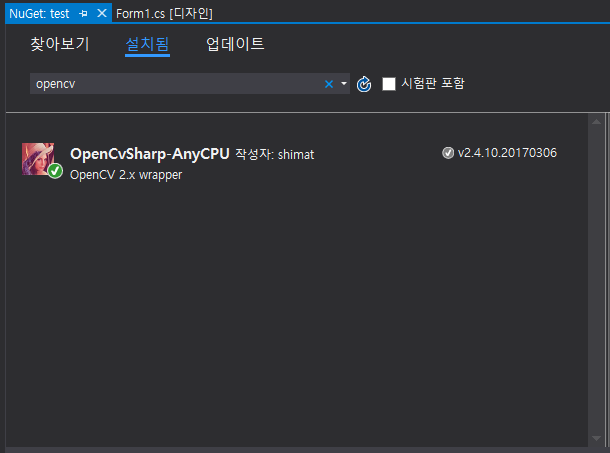 NuGet: test Form1.cs [디자인]
찾아보기 설치됨 업데이트
opencv 시험판 포함
OpenCvSharp-AnyCPU 작성자: shimat v2.4.10.20170306
OpenCV 2.x wrapper